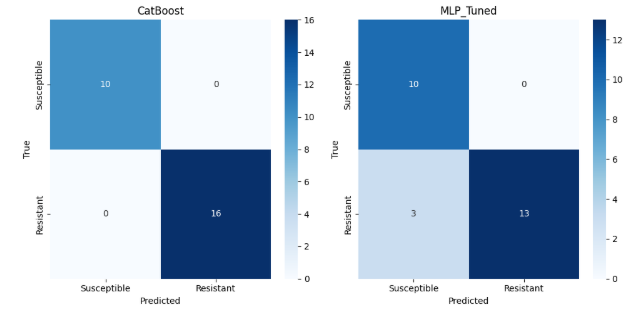 CatBoost
Susceptible
Resistant
True
10
0
0
16
Susceptible
Resistant
Predicted
16
14
12
10
8
6
4
2
0
MLP_Tuned
Susceptible
Resistant
True
10
0
3
13
Susceptible
Resistant
Predicted
12
10
8
6
4
2
0